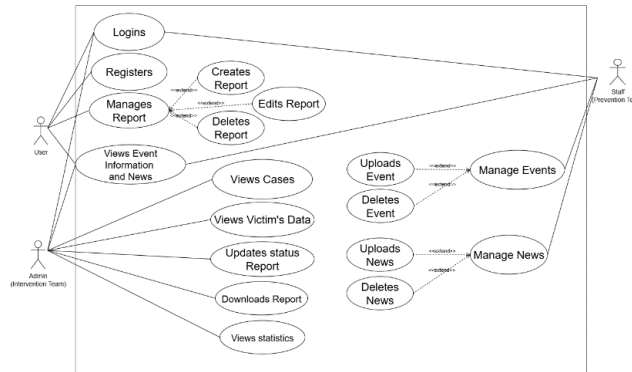 Logins
Registers
Manages
Report
Creates
Report
Edits Report
Deletes
Report
<<extend>>
<<extend>>
<<extend>>
User
Views Event
Information
and News
Staff
(Prevention Te
Uploads
Event
Deletes
Event
<<extend>>
<<extend>>
Manage Events
Views Cases
Views Victim's Data
Updates status
Report
Downloads Report
Views statistics
Admin
(Intervention Team)
Uploads
News
Deletes
News
<<extend>>
<<extend>>
Manage News